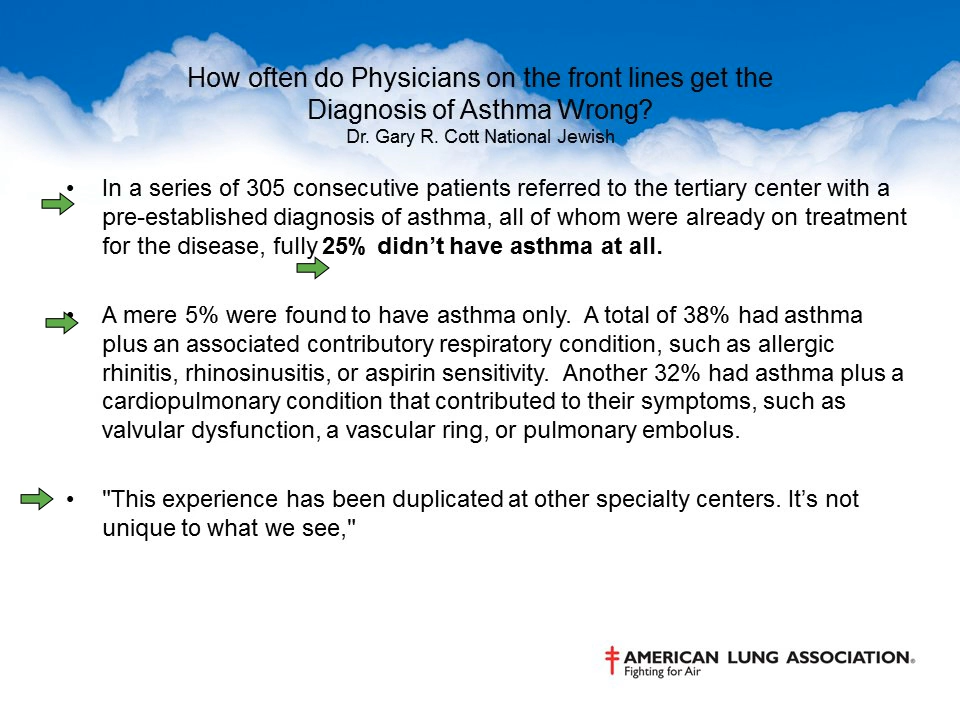 How often do Physicians on the front lines get the
Diagnosis of Asthma Wrong?
Dr. Gary R. Cott National Jewish
• In a series of 305 consecutive patients referred to the tertiary center with a
pre-established diagnosis of asthma, all of whom were already on treatment
for the disease, fully 25% didn’t have asthma at all.
• A mere 5% were found to have asthma only. A total of 38% had asthma
plus an associated contributory respiratory condition, such as allergic
rhinitis, rhinosinusitis, or aspirin sensitivity. Another 32% had asthma plus a
cardiopulmonary condition that contributed to their symptoms, such as
valvular dysfunction, a vascular ring, or pulmonary embolus.
• "This experience has been duplicated at other specialty centers. It’s not
unique to what we see,"
AMERICAN LUNG ASSOCIATION®
Fighting for Air